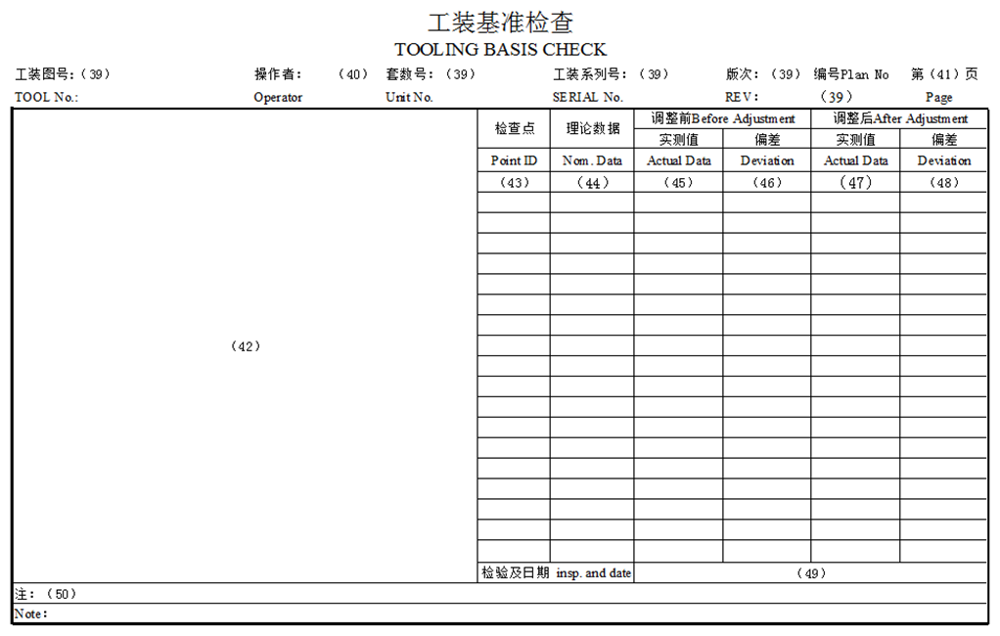 工装基准检查
TOOLING BASIS CHECK
工装图号：（39） 操作者： （40） 套数号：（39） 工装系列号：（39） 版次：（39） 编号Plan No 第（41）页
TOOL No.: Operator Unit No. SERIAL No. REV： （39） Page
检查点 理论数据 调整前Before Adjustment 调整后After Adjustment
实测值 偏差 实测值 偏差
Point ID Nom. Data Actual Data Deviation Actual Data Deviation
（43） （44） （45） （46） （47） （48）
（42）
检验及日期 insp. and date （49）
注：（50）
Note：